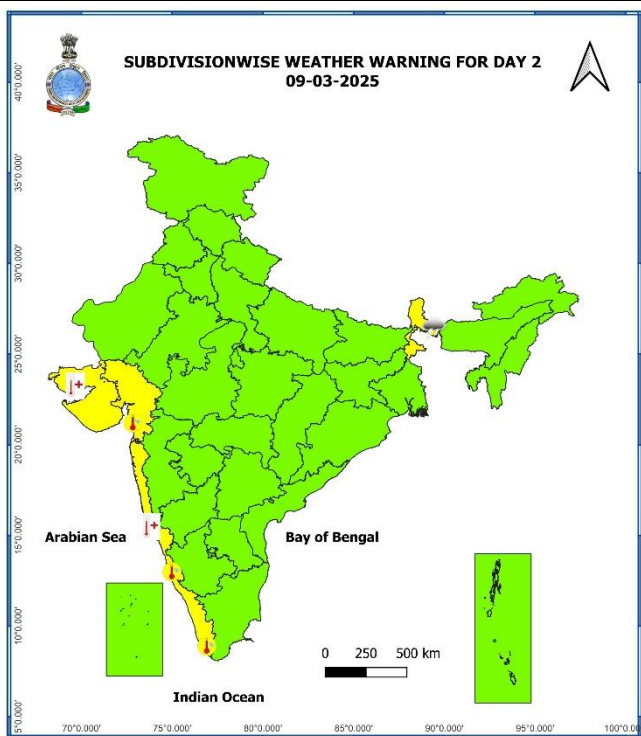 SUBDIVISIONWISE WEATHER WARNING FOR DAY 2
09-03-2025
40°0.000'
35°0.000'
30°0.000'
25°0.000'
20°0.000'
15°0.000'
10°0.000'
5°0.000'
Arabian Sea
Bay of Bengal
0 250 500 km
Indian Ocean
70°0.000' 75°0.000' 80°0.000' 85°0.000' 90°0.000' 95°0.000' 100°0.00